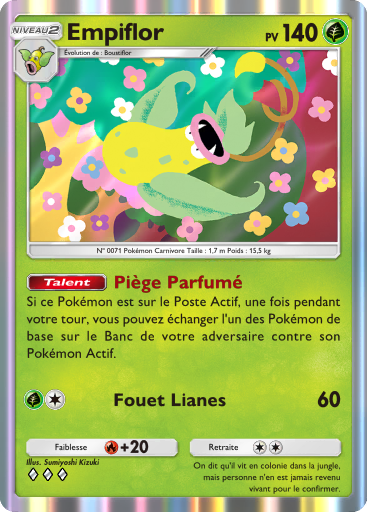 NIVEAU 2 Empiflor PV 140
Évolution de : Boustiflor
N° 0071 Pokémon Carnivore Taille : 1,7 m Poids : 15,5 kg
Talent Piège Parfumé
Si ce Pokémon est sur le Poste Actif, une fois pendant
votre tour, vous pouvez échanger l'un des Pokémon de
base sur le Banc de votre adversaire contre son
Pokémon Actif.
Fouet Lianes 60
Faiblesse +20 Retraite
Illus. Sumiyoshi Kizuki
On dit qu'il vit en colonie dans la jungle,
mais personne n'en est jamais revenu
vivant pour le confirmer.